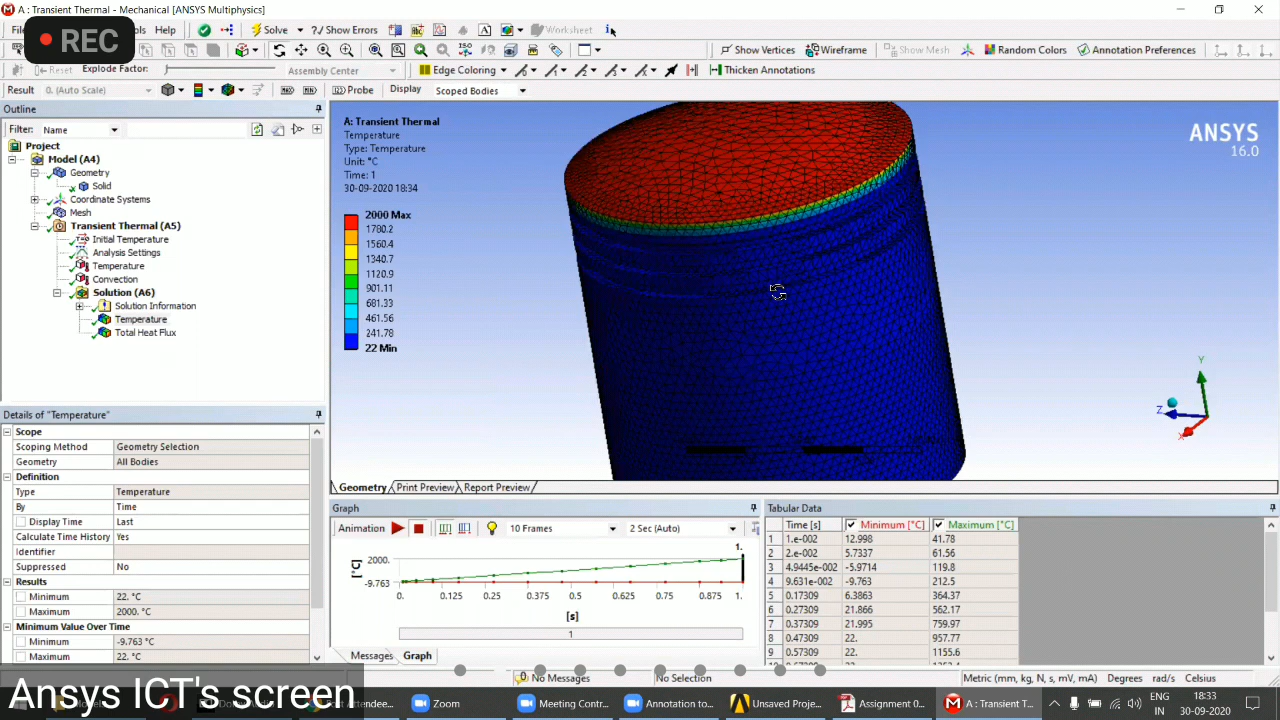 A : Transient Thermal - Mechanical [ANSYS Multiphysics]
REC
Help
Solve
?/ Show Errors
Worksheet
Show Vertices
Wireframe
Show Mesh
Random Colors
Annotation Preferences
Reset
Explode Factor:
Assembly Center
Edge Coloring
Thicken Annotations
Result
0. (Auto Scale)
Probe
Display
Scoped Bodies
Outline
Filter:
Name
Project
Model (A4)
Geometry
Solid
Coordinate Systems
Mesh
Transient Thermal (A5)
Initial Temperature
Analysis Settings
Temperature
Convection
Solution (A6)
Solution Information
Temperature
Total Heat Flux
A: Transient Thermal
Temperature
Type: Temperature
Unit: °C
Time: 1
30-09-2020 18:34
2000 Max
1780.2
1560.4
1340.7
1120.9
901.11
681.33
461.56
241.78
22 Min
ANSYS
16.0
Y
Z
X
Geometry
Print Preview
Report Preview
Details of "Temperature"
Scope
Scoping Method Geometry Selection
Geometry All Bodies
Definition
Type Temperature
By Time
Display Time Last
Calculate Time History Yes
Identifier
Suppressed No
Results
Minimum 22. °C
Maximum 2000. °C
Minimum Value Over Time
Minimum -9.763 °C
Maximum 22. °C
Graph
Animation
10 Frames
2 Sec (Auto)
1.
[°C]
2000.
-9.763
0. 0.125 0.25 0.375 0.5 0.625 0.75 0.875 1.
[s]
1
Messages
Graph
Tabular Data
Time [s] Minimum [°C] Maximum [°C]
1 1.e-002 12.998 41.78
2 2.e-002 5.7337 61.56
3 4.9445e-002 -5.9714 119.8
4 9.631e-002 -9.763 212.5
5 0.17309 6.3863 364.37
6 0.27309 21.866 562.17
7 0.37309 21.995 759.97
8 0.47309 22. 957.77
9 0.57309 22. 1155.6
No Messages
No Selection
Metric (mm, kg, N, s, mV, mA) Degrees rad/s Celsius
Ansys ICT's screen
Zoom
Meeting Contr...
Annotation to...
Unsaved Proje...
Assignment 0...
A : Transient T...
ENG
IN
18:33
30-09-2020